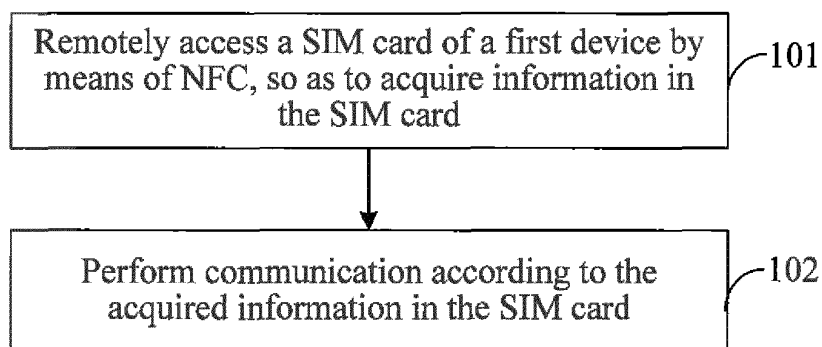 Remotely access a SIM card of a first device by
means of NFC, so as to acquire information in
the SIM card
101
Perform communication according to the
acquired information in the SIM card
102